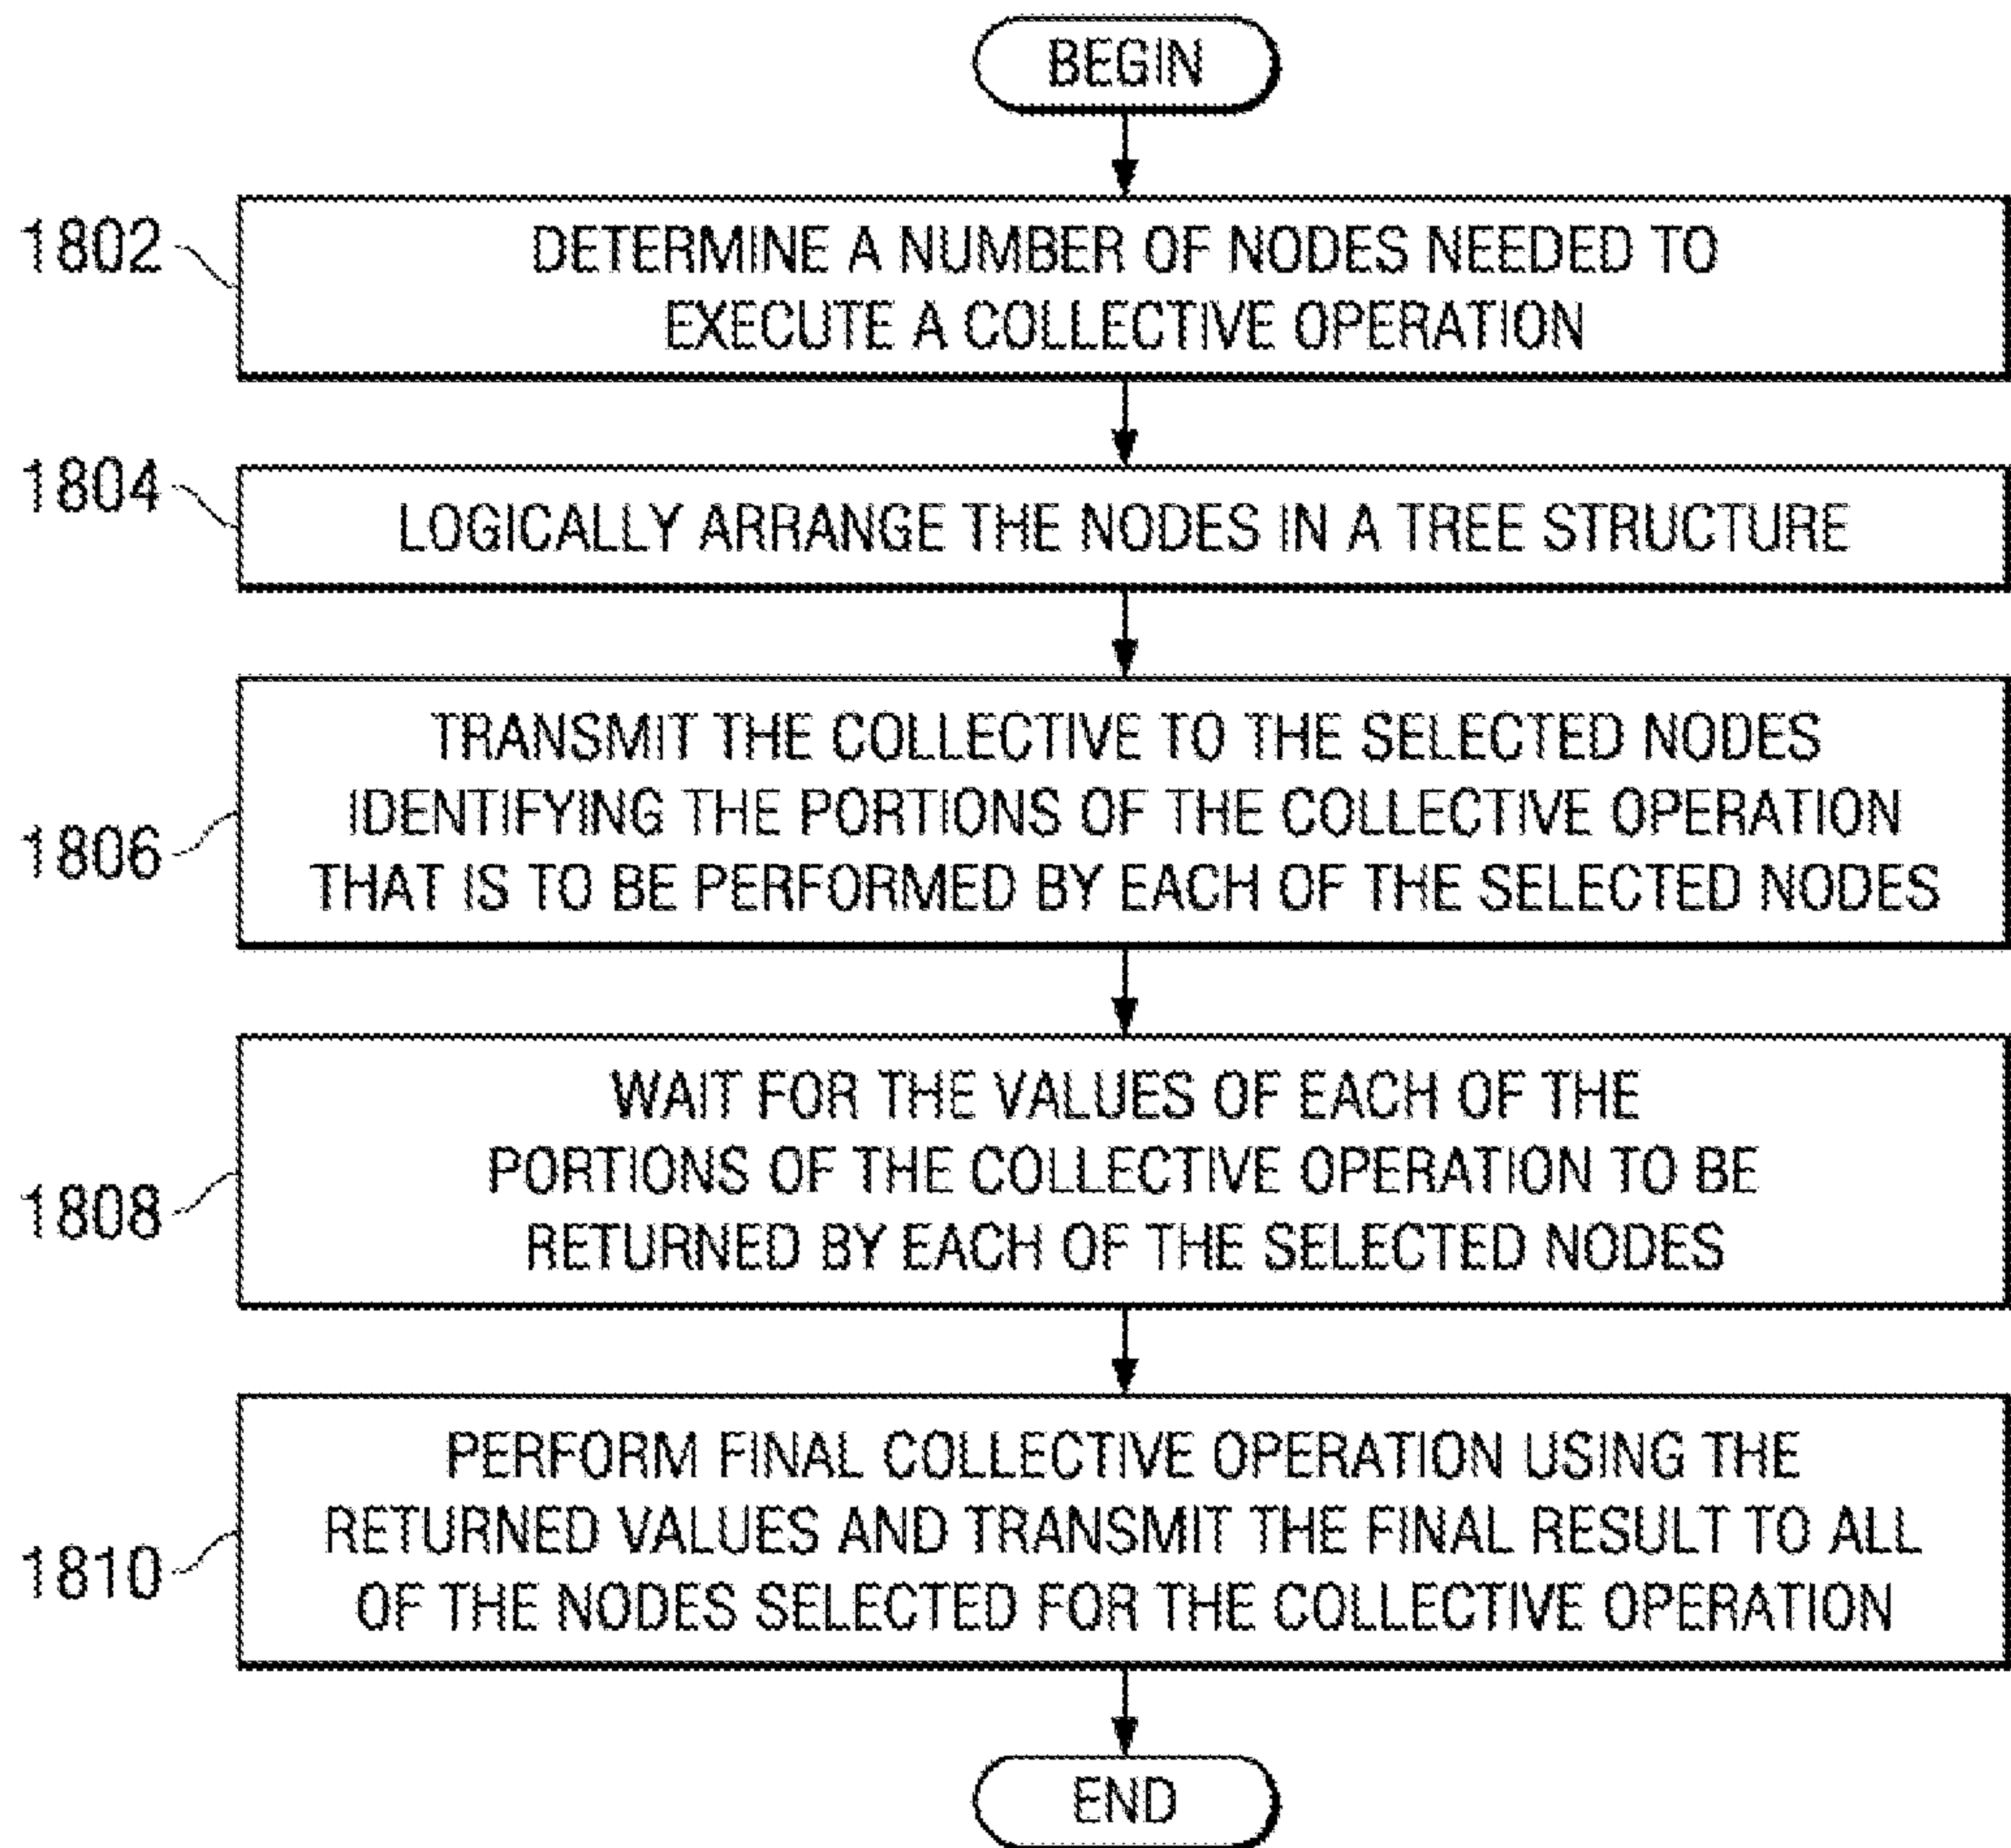 BEGIN
1802
DETERMINE A NUMBER OF NODES NEEDED TO
EXECUTE A COLLECTIVE OPERATION
1804
LOGICALLY ARRANGE THE NODES IN A TREE STRUCTURE
1806
TRANSMIT THE COLLECTIVE TO THE SELECTED NODES
IDENTIFYING THE PORTIONS OF THE COLLECTIVE OPERATION
THAT IS TO BE PERFORMED BY EACH OF THE SELECTED NODES
1808
WAIT FOR THE VALUES OF EACH OF THE
PORTIONS OF THE COLLECTIVE OPERATION TO BE
RETURNED BY EACH OF THE SELECTED NODES
1810
PERFORM FINAL COLLECTIVE OPERATION USING THE
RETURNED VALUES AND TRANSMIT THE FINAL RESULT TO ALL
OF THE NODES SELECTED FOR THE COLLECTIVE OPERATION
END